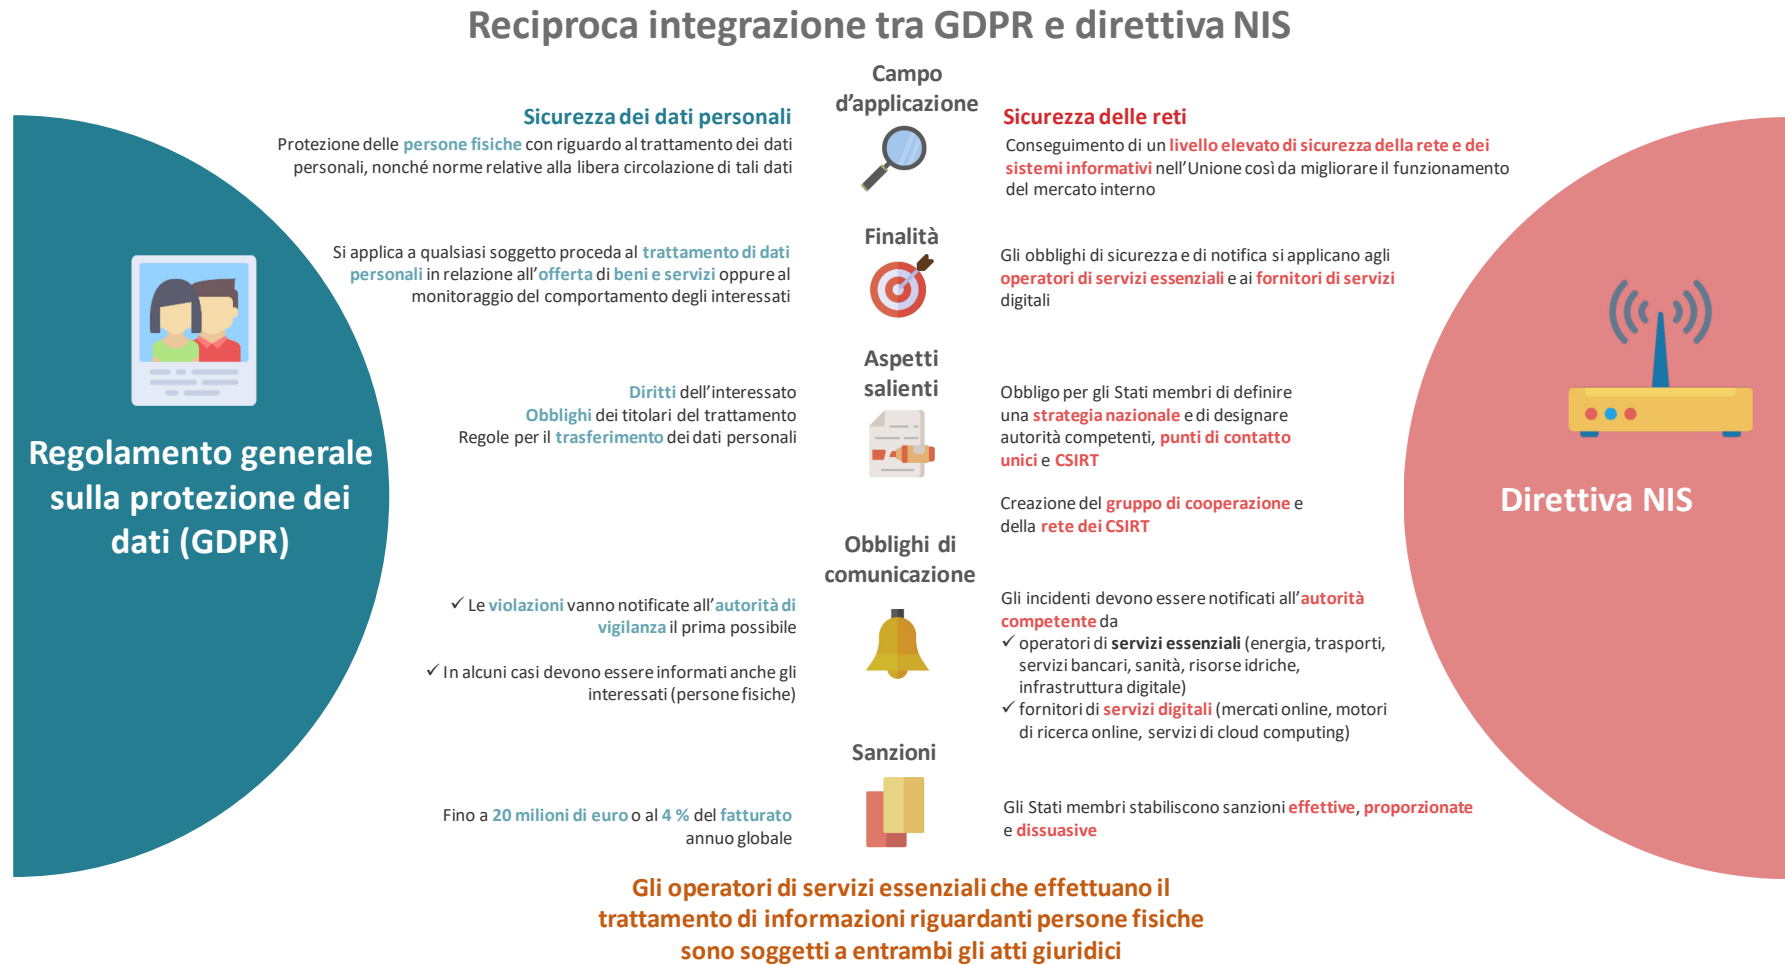 Reciproca integrazione tra GDPR e direttiva NIS
Campo
d’applicazione
Sicurezza dei dati personali
Protezione delle persone fisiche con riguardo al trattamento dei dati
personali, nonché norme relative alla libera circolazione di tali dati
Sicurezza delle reti
Conseguimento di un livello elevato di sicurezza della rete e dei
sistemi informativi nell’Unione così da migliorare il funzionamento
del mercato interno
Finalità
Si applica a qualsiasi soggetto proceda al trattamento di dati
personali in relazione all’offerta di beni e servizi oppure al
monitoraggio del comportamento degli interessati
Gli obblighi di sicurezza e di notifica si applicano agli
operatori di servizi essenziali e ai fornitori di servizi
digitali
Aspetti
salienti
Diritti dell’interessato
Obblighi dei titolari del trattamento
Regole per il trasferimento dei dati personali
Obbligo per gli Stati membri di definire
una strategia nazionale e di designare
autorità competenti, punti di contatto
unici e CSIRT
Creazione del gruppo di cooperazione e
della rete dei CSIRT
Regolamento generale
sulla protezione dei
dati (GDPR)
Direttiva NIS
Obblighi di
comunicazione
✓ Le violazioni vanno notificate all’autorità di
vigilanza il prima possibile
✓ In alcuni casi devono essere informati anche gli
interessati (persone fisiche)
Gli incidenti devono essere notificati all’autorità
competente da
✓ operatori di servizi essenziali (energia, trasporti,
servizi bancari, sanità, risorse idriche,
infrastruttura digitale)
✓ fornitori di servizi digitali (mercati online, motori
di ricerca online, servizi di cloud computing)
Sanzioni
Fino a 20 milioni di euro o al 4 % del fatturato
annuo globale
Gli Stati membri stabiliscono sanzioni effettive, proporzionate
e dissuasive
Gli operatori di servizi essenziali che effettuano il
trattamento di informazioni riguardanti persone fisiche
sono soggetti a entrambi gli atti giuridici